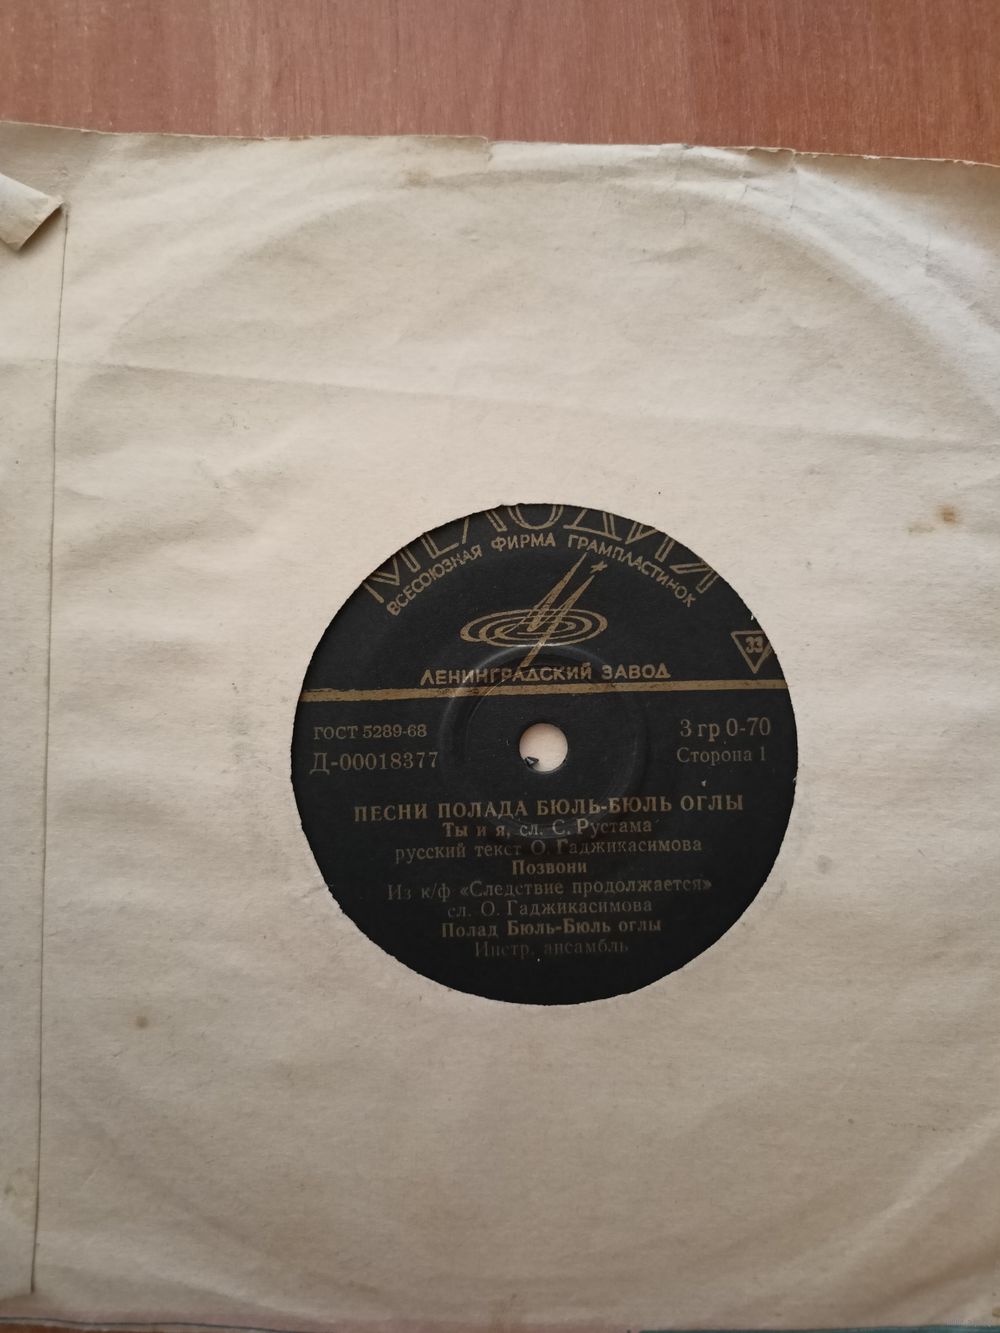 МЕЛОДИЯ
ВСЕСОЮЗНАЯ ФИРМА ГРАМПЛАСТИНОК
33
ЛЕНИНГРАДСКИЙ ЗАВОД
ГОСТ 5289-68
3 гр 0-70
Д-00018377
Сторона 1
ПЕСНИ ПОЛАДА БЮЛЬ-БЮЛЬ ОГЛЫ
Ты и я, сл. С. Рустама
русский текст О. Гаджикасимова
Позвони
Из к/ф «Следствие продолжается»
сл. О. Гаджикасимова
Полад Бюль-Бюль оглы
Инстр. ансамбль